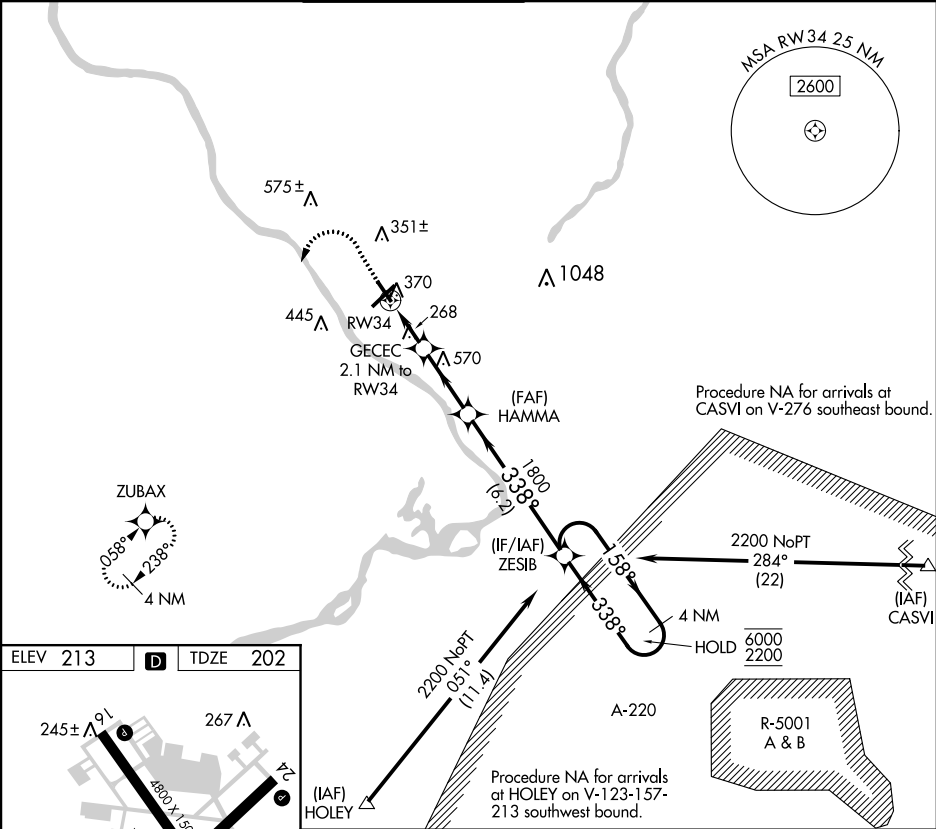 MSA RW34 25 NM
2600
575±
351±
370
1048
445
RW34
268
GECEC
2.1 NM to
RW34
570
(FAF)
HAMMA
Procedure NA for arrivals at
CASVI on V-276 southeast bound.
1800
338°
(6.2)
ZUBAX
058°
238°
4 NM
(IF/IAF)
ZESIB
158°
338°
4 NM
HOLD
6000
2200
2200 NoPT
284°
(22)
(IAF)
CASVI
2200 NoPT
051°
(11.4)
A-220
R-5001
A & B
(IAF)
HOLEY
Procedure NA for arrivals
at HOLEY on V-123-157-
213 southwest bound.
ELEV 213
D
TDZE 202
245±
16
P
267
24
P
4800 X